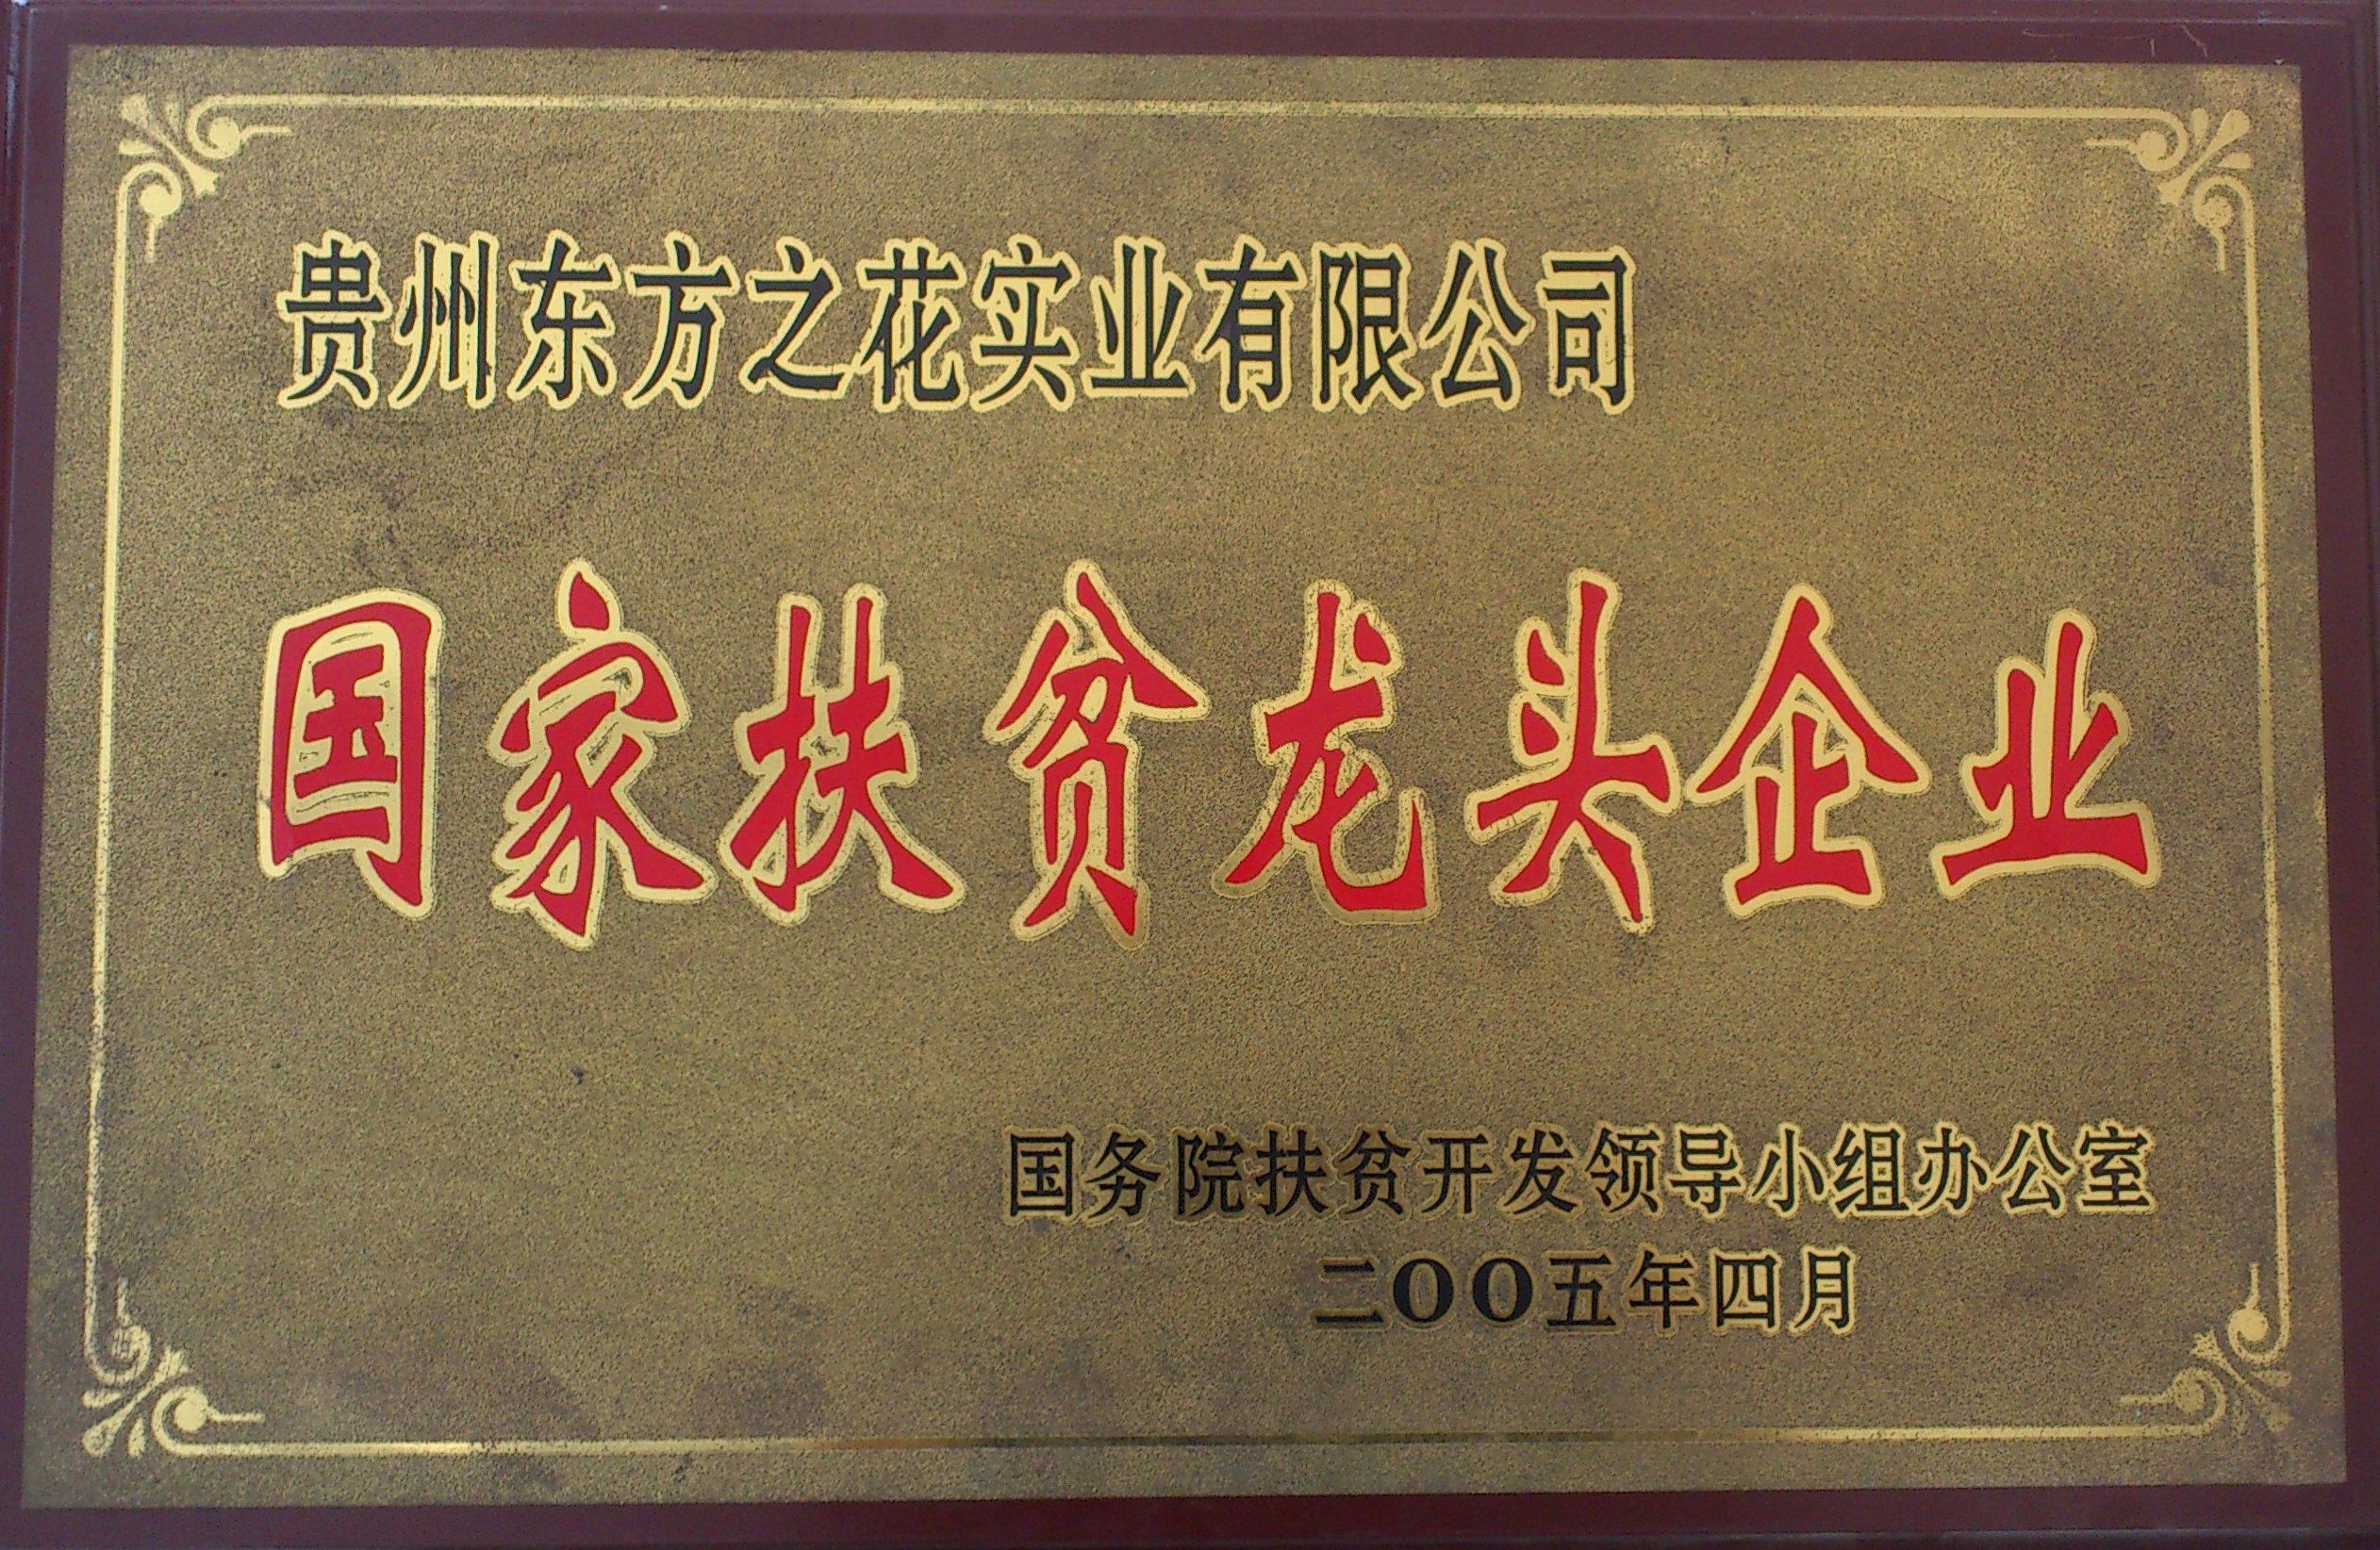 贵州东方之花实业有限公司
国家扶贫龙头企业
国务院扶贫开发领导小组办公室
二OO五年四月